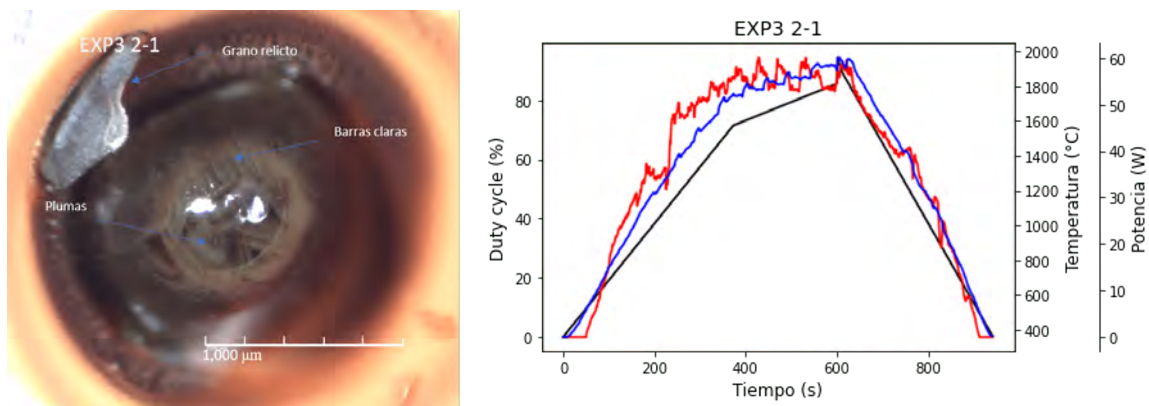 EXP3 2-1
Grano relicto
Barras claras
Plumas
1,000 µm
EXP3 2-1
Duty cycle (%)
80
60
40
20
0
0 200 400 600 800
Tiempo (s)
2000
1800
1600
1400
1200
1000
800
600
400
Temperatura (°C)
60
50
40
30
20
10
0
Potencia (W)